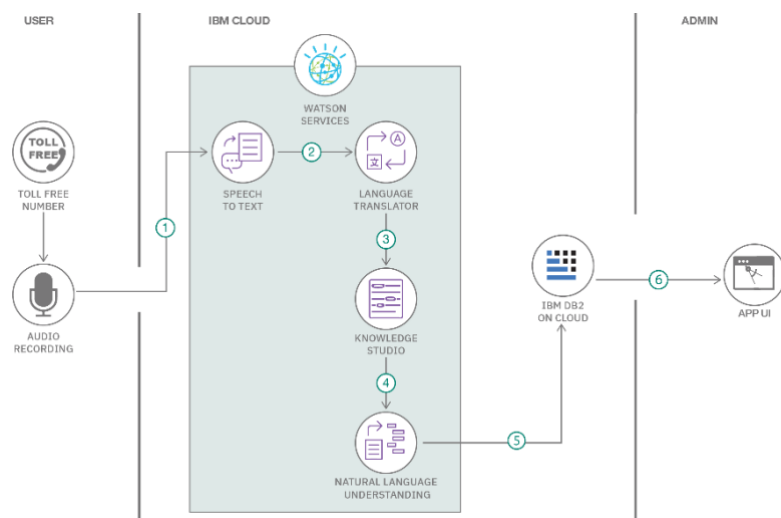 USER
IBM CLOUD
ADMIN
WATSON
SERVICES
TOLL
FREE
TOLL FREE
NUMBER
1
SPEECH
TO TEXT
2
A
文
LANGUAGE
TRANSLATOR
3
AUDIO
RECORDING
KNOWLEDGE
STUDIO
4
NATURAL LANGUAGE
UNDERSTANDING
5
IBM DB2
ON CLOUD
6
APP UI